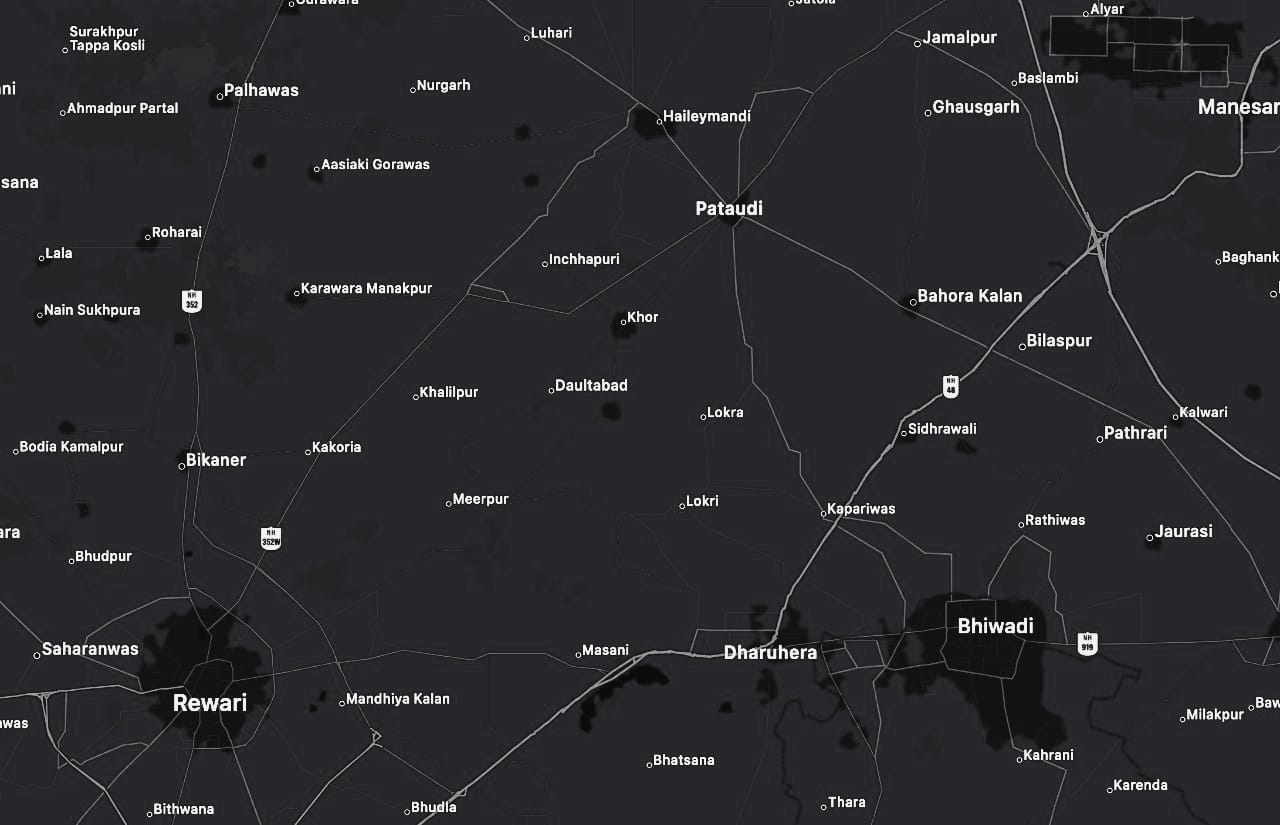 Gurawara
Jatola
Alyar
Surakhpur
Tappa Kosli
Luhari
Jamalpur
Baslambi
Nurgarh
Palhawas
Ahmadpur Partal
Ghausgarh
Manesar
Haileymandi
Aasiaki Gorawas
sana
Pataudi
Roharai
Lala
Inchhapuri
Baghank
Karawara Manakpur
NH
352
Bahora Kalan
Nain Sukhpura
Khor
Bilaspur
Daultabad
NH
48
Khalilpur
Lokra
Kalwari
Sidhrawali
Pathrari
Bodia Kamalpur
Kakoria
Bikaner
Meerpur
Lokri
Kapariwas
Rathiwas
ara
Jaurasi
NH
352W
Bhudpur
Bhiwadi
Saharanwas
Masani
Dharuhera
NH
919
Rewari
Mandhiya Kalan
Baw
Milakpur
was
Kahrani
Bhatsana
Karenda
Thara
Bhudla
Bithwana